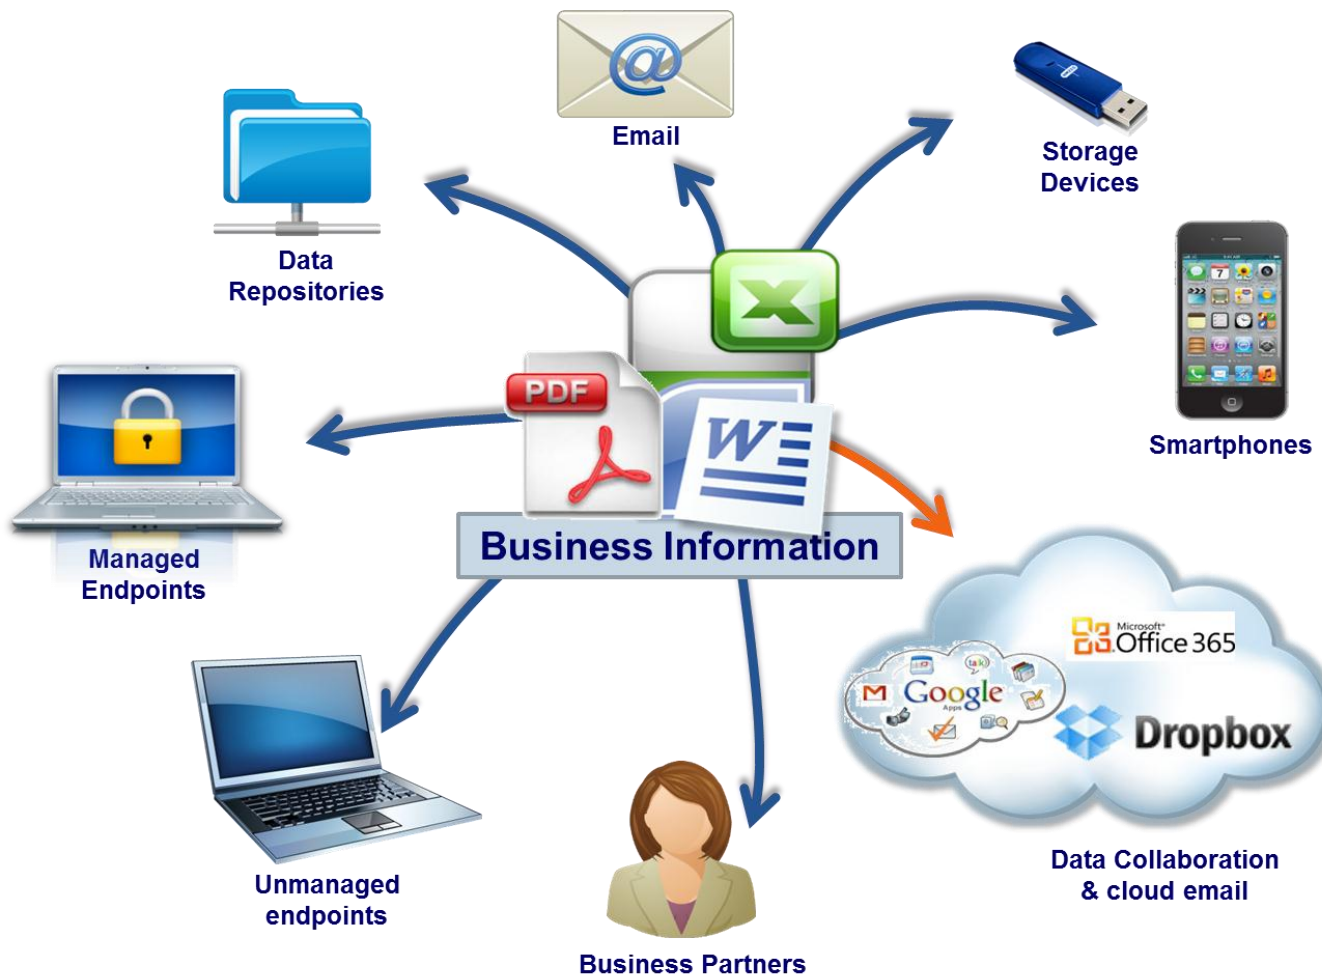 Email
Storage
Devices
Data
Repositories
PDF
W
Smartphones
Business Information
Managed
Endpoints
Microsoft
Office 365
talk
Google
Apps
Dropbox
Unmanaged
endpoints
Data Collaboration
& cloud email
Business Partners